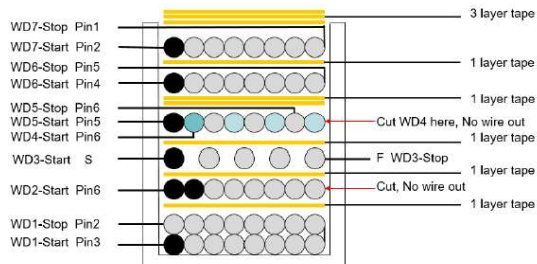 WD7-Stop Pin1
WD7-Start Pin2
WD6-Stop Pin5
WD6-Start Pin4
WD5-Stop Pin6
WD5-Start Pin5
WD4-Start Pin6
WD3-Start S
WD2-Start Pin6
WD1-Stop Pin2
WD1-Start Pin3
3 layer tape
1 layer tape
1 layer tape
Cut WD4 here, No wire out
1 layer tape
F WD3-Stop
1 layer tape
Cut, No wire out
1 layer tape